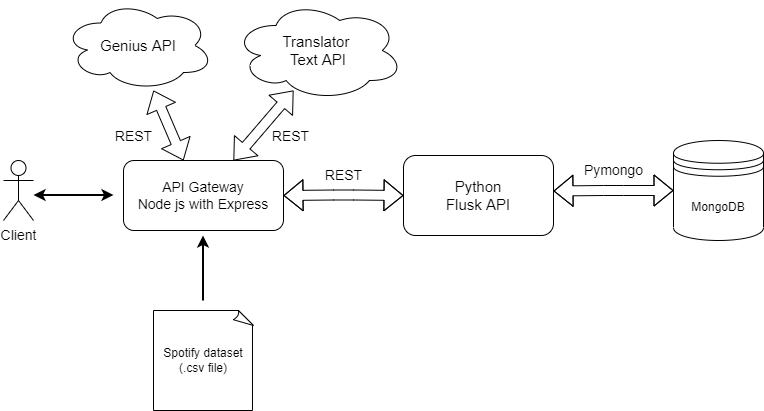 Genius API
Translator
Text API
REST
REST
API Gateway
Node js with Express
REST
Python
Flusk API
Pymongo
MongoDB
Client
Spotify dataset
(.csv file)